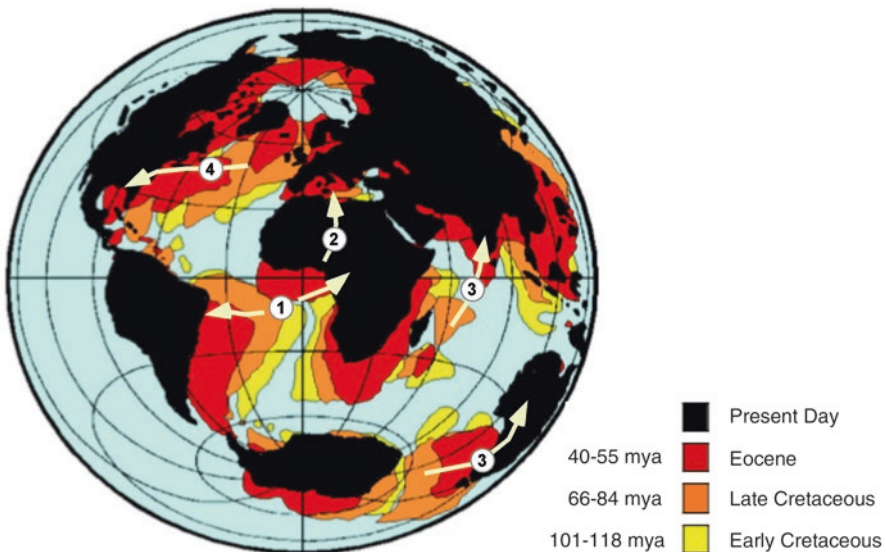 4
2
3
1
3
Present Day
40-55 mya Eocene
66-84 mya Late Cretaceous
101-118 mya Early Cretaceous